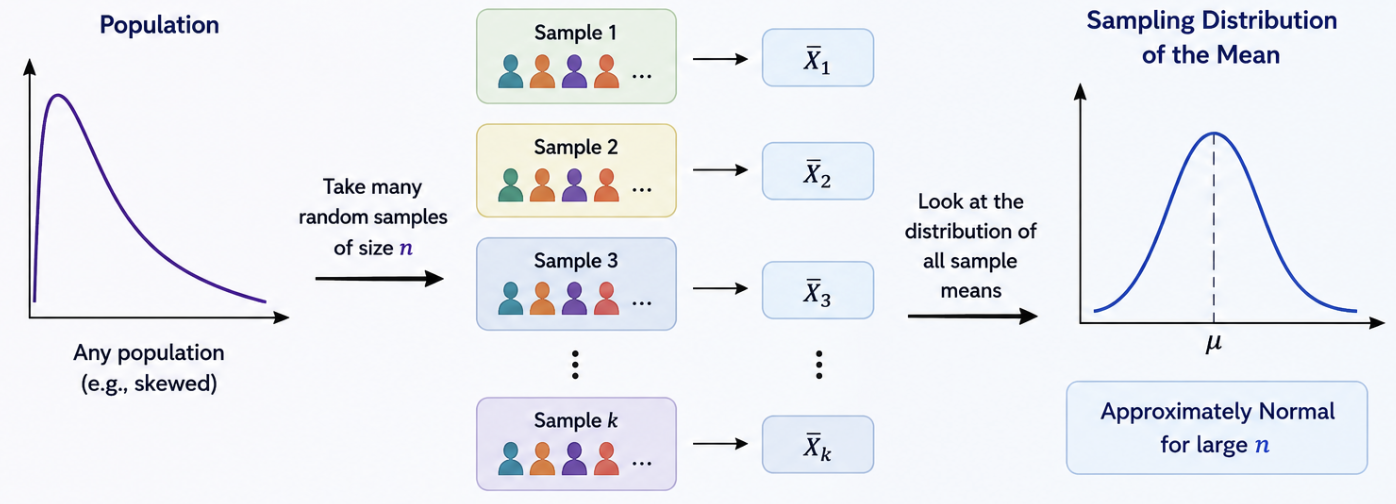 Population
Any population
(e.g., skewed)
Take many
random samples
of size n
Sample 1
...
X̄₁
Sample 2
...
X̄₂
Sample 3
...
X̄₃
⋮
⋮
Sample k
...
X̄ₖ
Look at the
distribution of
all sample
means
Sampling Distribution
of the Mean
μ
Approximately Normal
for large n